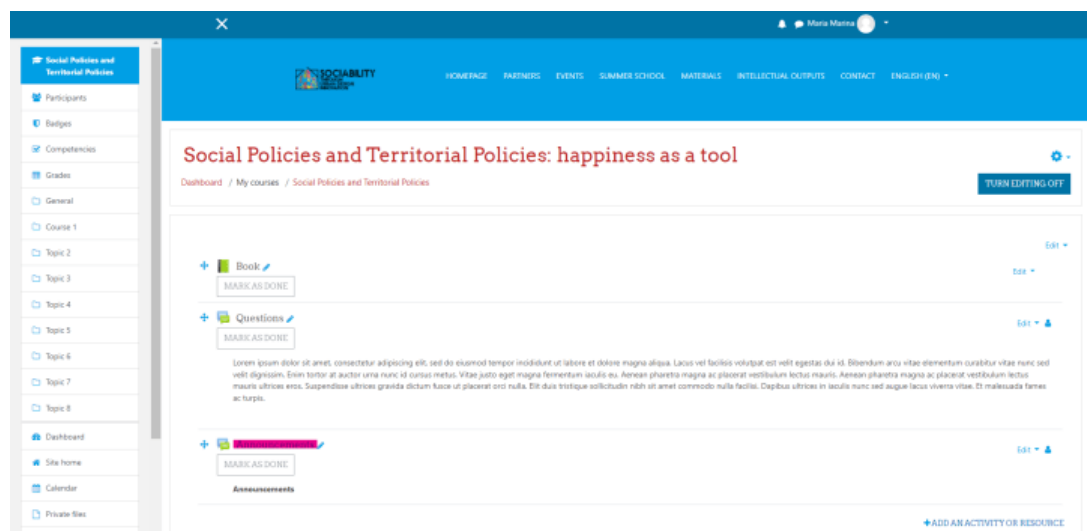 Maria Marina
Social Policies and
Territorial Policies
Participants
Badges
Competencies
Grades
General
Course 1
Topic 2
Topic 3
Topic 4
Topic 5
Topic 6
Topic 7
Topic 8
Dashboard
Site home
Calendar
Private files
SOCIABILITY
HOMEPAGE PARTNERS EVENTS SUMMER SCHOOL MATERIALS INTELLECTUAL OUTPUTS CONTACT ENGLISH (EN)
Social Policies and Territorial Policies: happiness as a tool
Dashboard / My courses / Social Policies and Territorial Policies
TURN EDITING OFF
Edit
Book
Edit
MARK AS DONE
Questions
Edit
MARK AS DONE
Lorem ipsum dolor sit amet, consectetur adipiscing elit, sed do eiusmod tempor incididunt ut labore et dolore magna aliqua. Lacus vel facilisis volutpat est velit egestas dui id. Bibendum arcu vitae elementum curabitur vitae nunc sed
velit dignissim. Enim tortor at auctor urna nunc id cursus metus. Vitae justo eget magna fermentum iaculis eu. Aenean pharetra magna ac placerat vestibulum lectus mauris. Aenean pharetra magna ac placerat vestibulum lectus
mauris ultrices eros. Suspendisse ultrices gravida dictum fusce ut placerat orci nulla. Elit duis tristique sollicitudin nibh sit amet commodo nulla facilisi. Dapibus ultrices in iaculis nunc sed augue lacus viverra vitae. Et malesuada fames
ac turpis.
Announcements
Edit
MARK AS DONE
Announcements
ADD AN ACTIVITY OR RESOURCE